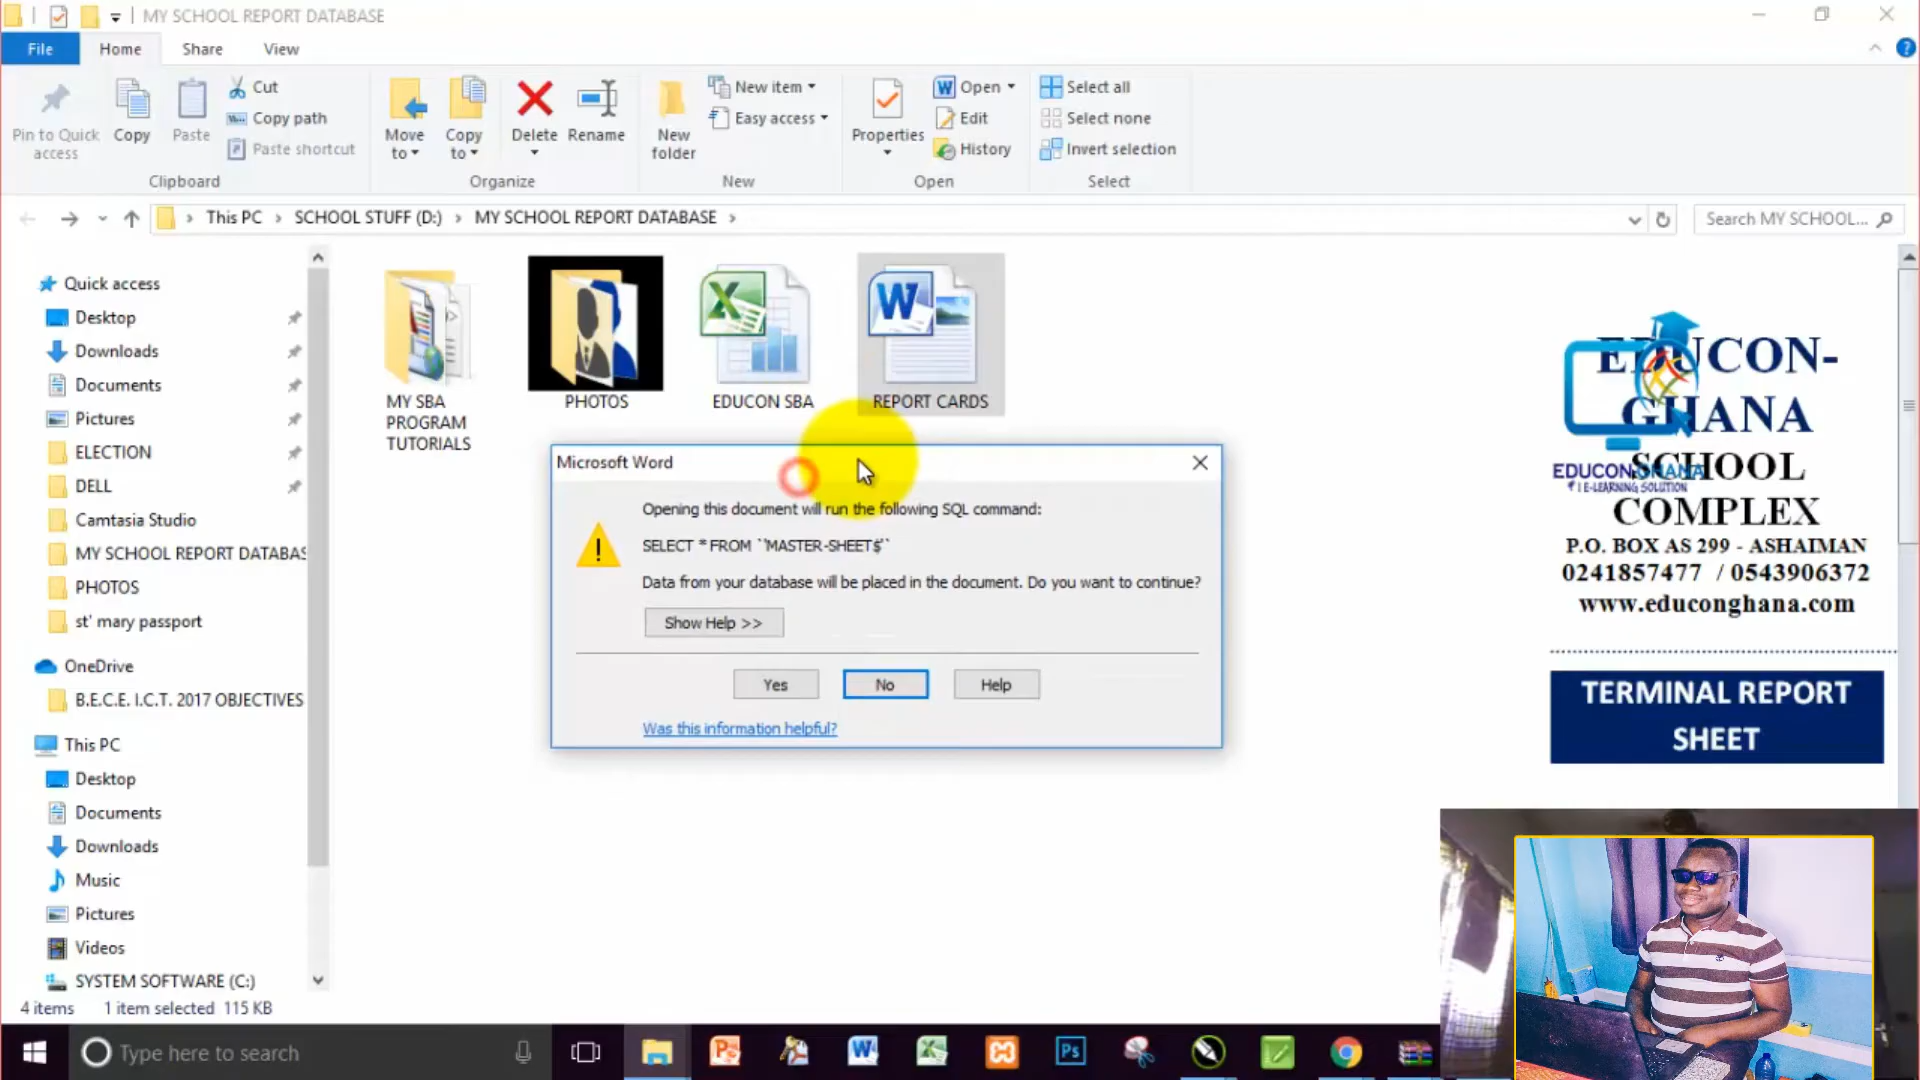 MY SCHOOL REPORT DATABASE
File
Home
Share
View
Pin to Quick
access
Copy
Paste
Cut
Copy path
Paste shortcut
Clipboard
Move
to
Copy
to
Delete
Rename
Organize
New
folder
New item
Easy access
New
Properties
Open
Edit
History
Open
Select all
Select none
Invert selection
Select
This PC
SCHOOL STUFF (D:)
MY SCHOOL REPORT DATABASE
Search MY SCHOOL...
Quick access
Desktop
Downloads
Documents
Pictures
ELECTION
DELL
Camtasia Studio
MY SCHOOL REPORT DATABAS
PHOTOS
st' mary passport
OneDrive
B.E.C.E. I.C.T. 2017 OBJECTIVES
This PC
Desktop
Documents
Downloads
Music
Pictures
Videos
SYSTEM SOFTWARE (C:)
MY SBA
PROGRAM
TUTORIALS
PHOTOS
EDUCON SBA
REPORT CARDS
Microsoft Word
Opening this document will run the following SQL command:
SELECT * FROM `'MASTER-SHEET$'`
Data from your database will be placed in the document. Do you want to continue?
Show Help >>
Yes
No
Help
Was this information helpful?
EDUCON-
GHANA
SCHOOL
COMPLEX
EDUCONGHANA
E-LEARNING SOLUTION
P.O. BOX AS 299 - ASHAIMAN
0241857477 / 0543906372
www.educonghana.com
TERMINAL REPORT
SHEET
4 items
1 item selected 115 KB
Type here to search